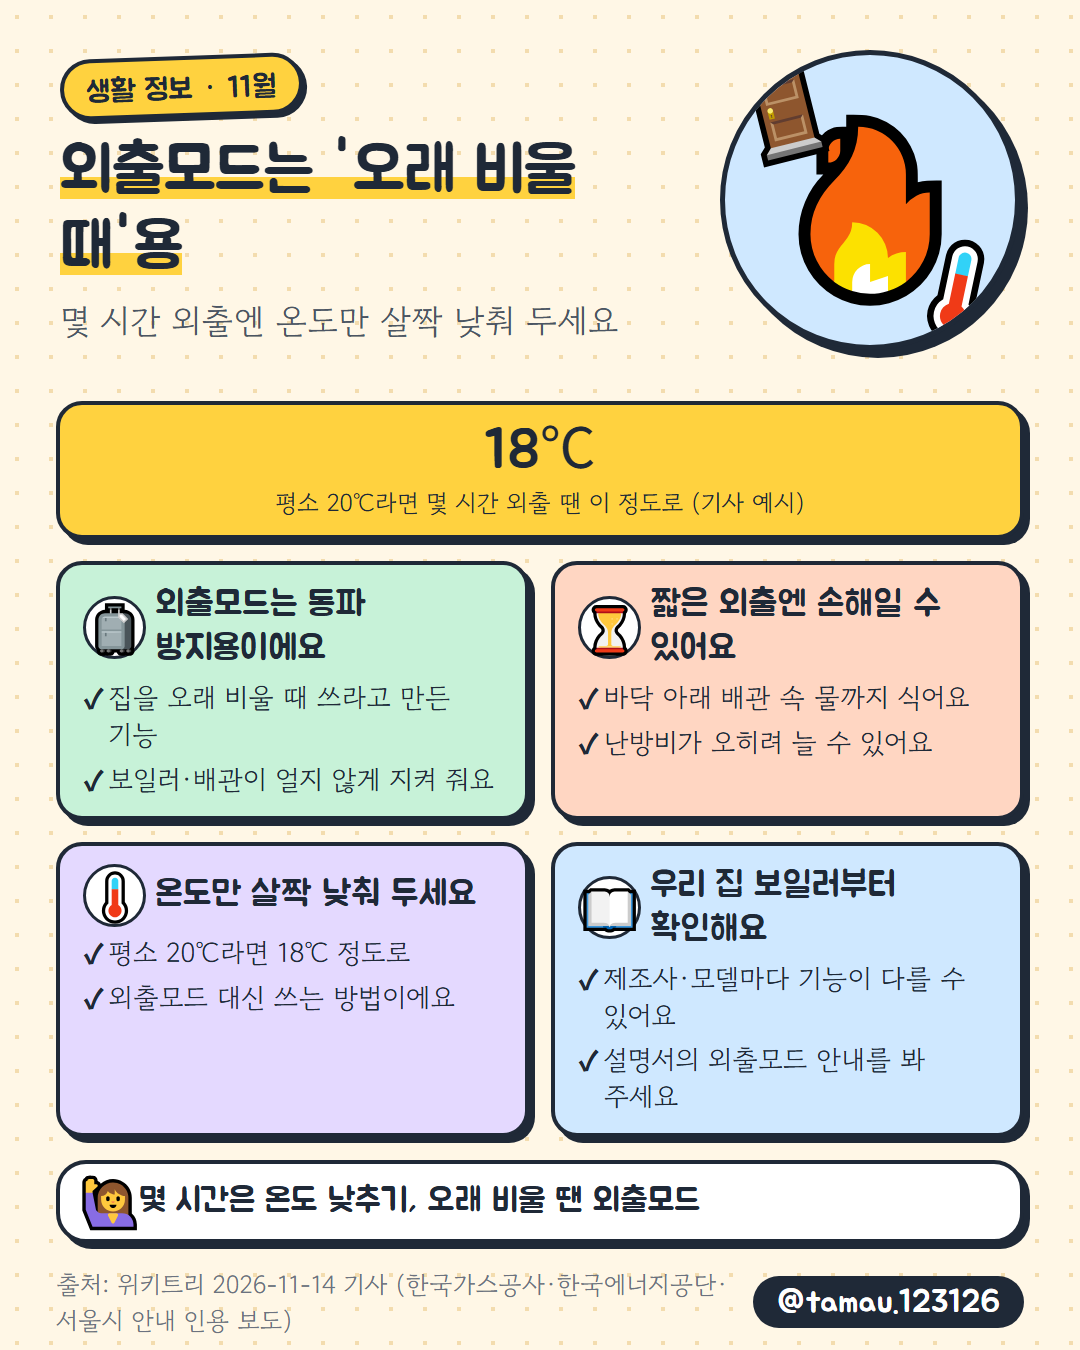 생활 정보 · 11월
외출모드는 '오래 비울
때'용
몇 시간 외출엔 온도만 살짝 낮춰 두세요
18°C
평소 20℃라면 몇 시간 외출 땐 이 정도로 (기사 예시)
외출모드는 동파
방지용이에요
✓ 집을 오래 비울 때 쓰라고 만든
기능
✓ 보일러·배관이 얼지 않게 지켜 줘요
짧은 외출엔 손해일 수
있어요
✓ 바닥 아래 배관 속 물까지 식어요
✓ 난방비가 오히려 늘 수 있어요
온도만 살짝 낮춰 두세요
✓ 평소 20℃라면 18℃ 정도로
✓ 외출모드 대신 쓰는 방법이에요
우리 집 보일러부터
확인해요
✓ 제조사·모델마다 기능이 다를 수
있어요
✓ 설명서의 외출모드 안내를 봐
주세요
몇 시간은 온도 낮추기, 오래 비울 땐 외출모드
출처: 위키트리 2026-11-14 기사 (한국가스공사·한국에너지공단·
서울시 안내 인용 보도)
@tamau.123126